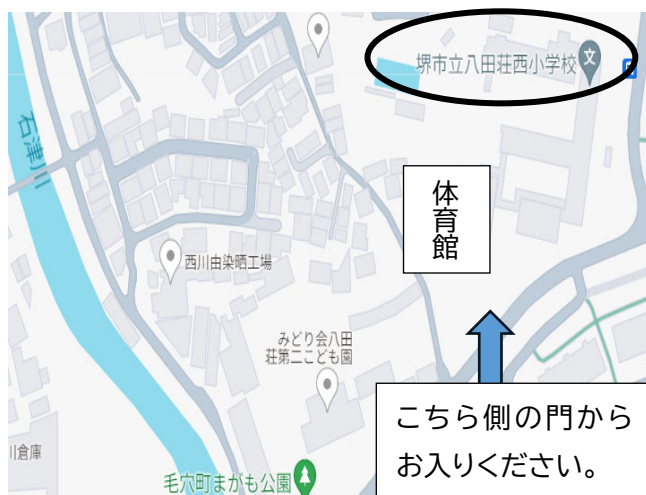 堺市立八田荘西小学校
文
石津川
体育館
西川由染晒工場
みどり会八田
荘第二こども園
こちら側の門から
お入りください。
川倉庫
毛穴町まがも公園